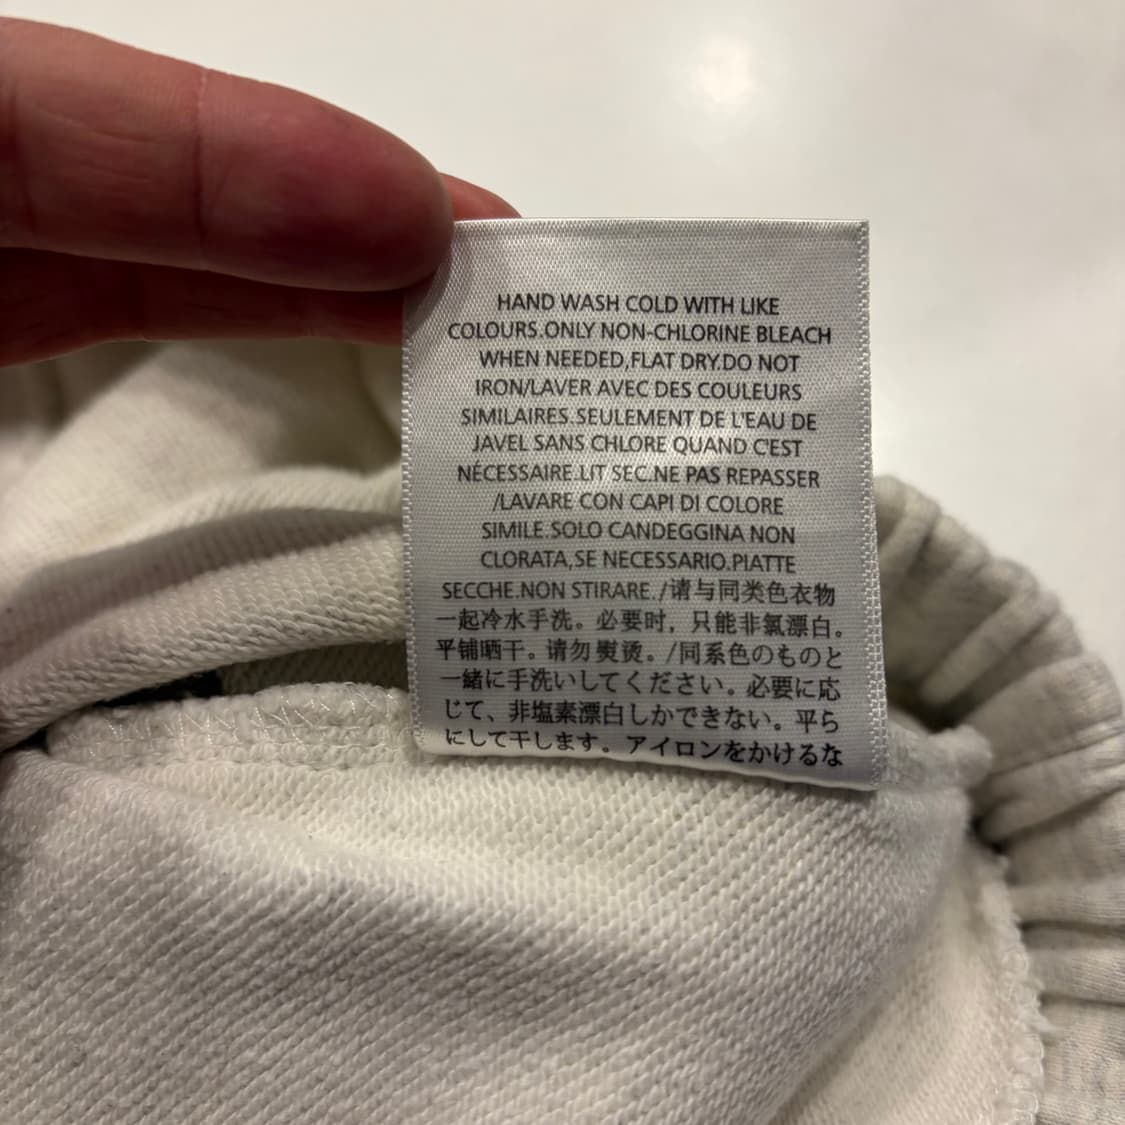 HAND WASH COLD WITH LIKE
COLOURS.ONLY NON-CHLORINE BLEACH
WHEN NEEDED,FLAT DRY.DO NOT
IRON/LAVER AVEC DES COULEURS
SIMILAIRES.SEULEMENT DE L'EAU DE
JAVEL SANS CHLORE QUAND C'EST
NÉCESSAIRE.LIT SEC.NE PAS REPASSER
/LAVARE CON CAPI DI COLORE
SIMILE.SOLO CANDEGGINA NON
CLORATA,SE NECESSARIO.PIATTE
SECCHE.NON STIRARE./请与同类色衣物
一起冷水手洗。必要时，只能非氯漂白。
平铺晒干。请勿熨烫。/同系色のものと
一緒に手洗いしてください。必要に応
じて、非塩素漂白しかできない。平ら
にして干します。アイロンをかけるな